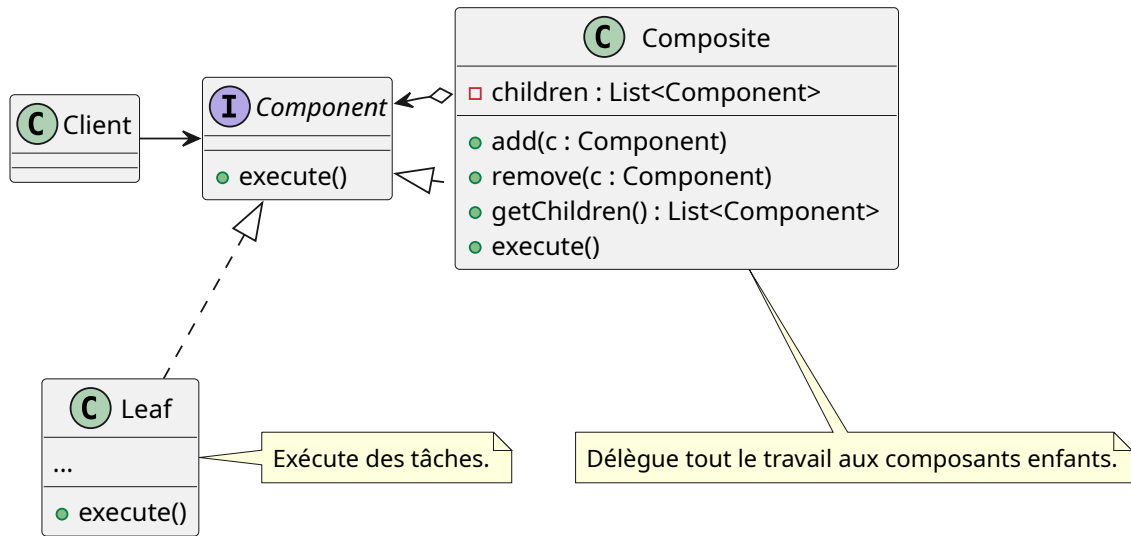 C Client
I Component
execute()
C Composite
children : List<Component>
add(c : Component)
remove(c : Component)
getChildren() : List<Component>
execute()
C Leaf
...
execute()
Exécute des tâches.
Délègue tout le travail aux composants enfants.